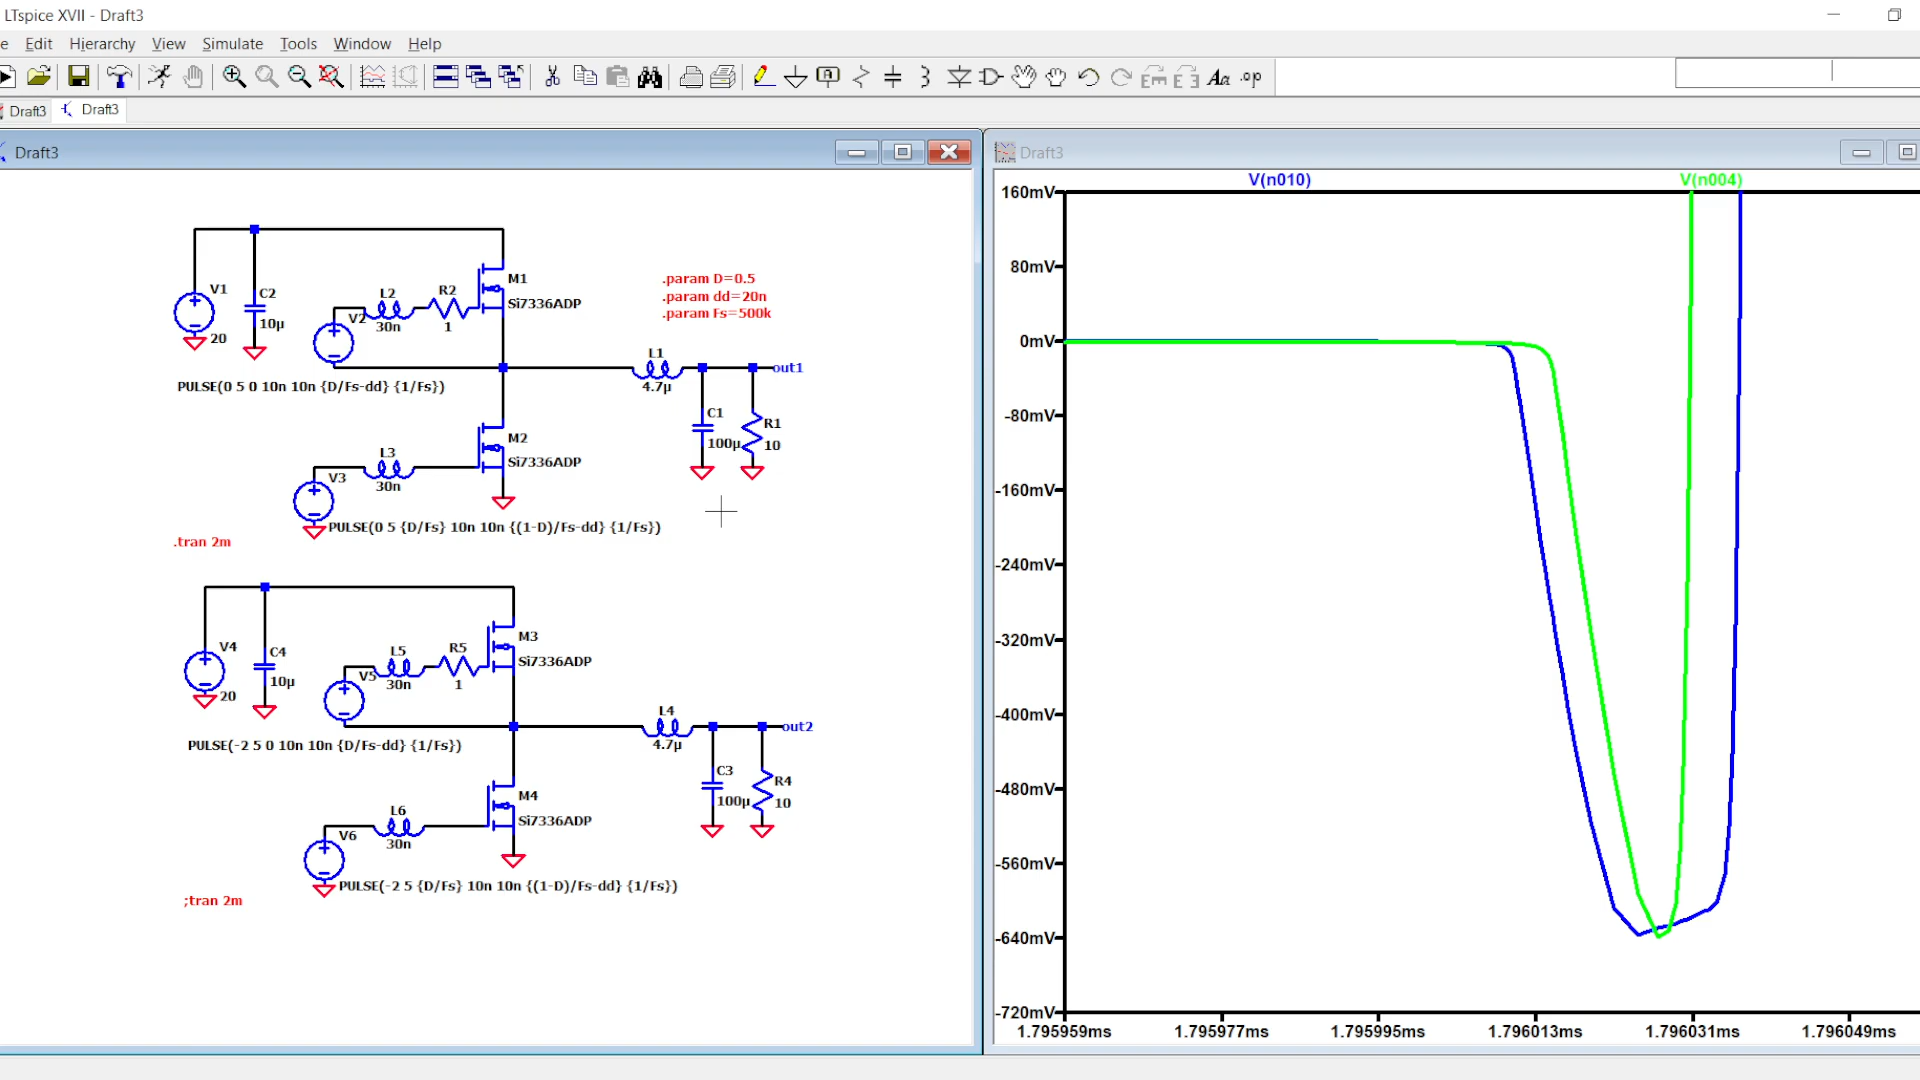 LTspice XVII - Draft3
e Edit Hierarchy View Simulate Tools Window Help
Aa .op
Draft3 Draft3
Draft3
V1
20
C2
10µ
V2
L2
30n
R2
1
M1
Si7336ADP
.param D=0.5
.param dd=20n
.param Fs=500k
PULSE(0 5 0 10n 10n {D/Fs-dd} {1/Fs})
L1
4.7µ
out1
C1
100µ
R1
10
M2
Si7336ADP
L3
30n
V3
PULSE(0 5 {D/Fs} 10n 10n {(1-D)/Fs-dd} {1/Fs})
.tran 2m
V4
20
C4
10µ
V5
L5
30n
R5
1
M3
Si7336ADP
PULSE(-2 5 0 10n 10n {D/Fs-dd} {1/Fs})
L4
4.7µ
out2
C3
100µ
R4
10
M4
Si7336ADP
L6
30n
V6
PULSE(-2 5 {D/Fs} 10n 10n {(1-D)/Fs-dd} {1/Fs})
;tran 2m
Draft3
V(n010) V(n004)
160mV
80mV
0mV
-80mV
-160mV
-240mV
-320mV
-400mV
-480mV
-560mV
-640mV
-720mV
1.795959ms 1.795977ms 1.795995ms 1.796013ms 1.796031ms 1.796049ms